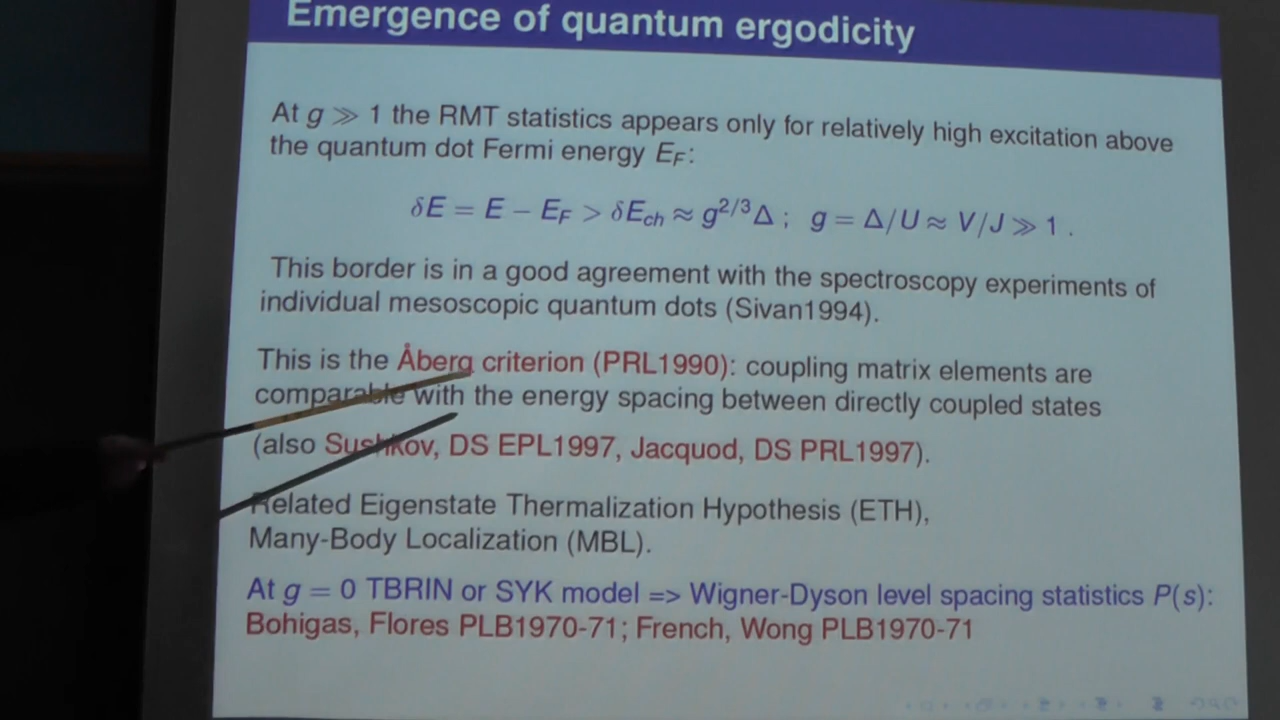 Emergence of quantum ergodicity
At g ≫ 1 the RMT statistics appears only for relatively high excitation above
the quantum dot Fermi energy E_F:
δE = E − E_F > δE_ch ≈ g^{2/3}Δ ; g = Δ/U ≈ V/J ≫ 1 .
This border is in a good agreement with the spectroscopy experiments of
individual mesoscopic quantum dots (Sivan1994).
This is the Åberg criterion (PRL1990): coupling matrix elements are
comparable with the energy spacing between directly coupled states
(also Sushkov, DS EPL1997, Jacquod, DS PRL1997).
Related Eigenstate Thermalization Hypothesis (ETH),
Many-Body Localization (MBL).
At g = 0 TBRIN or SYK model => Wigner-Dyson level spacing statistics P(s):
Bohigas, Flores PLB1970-71; French, Wong PLB1970-71